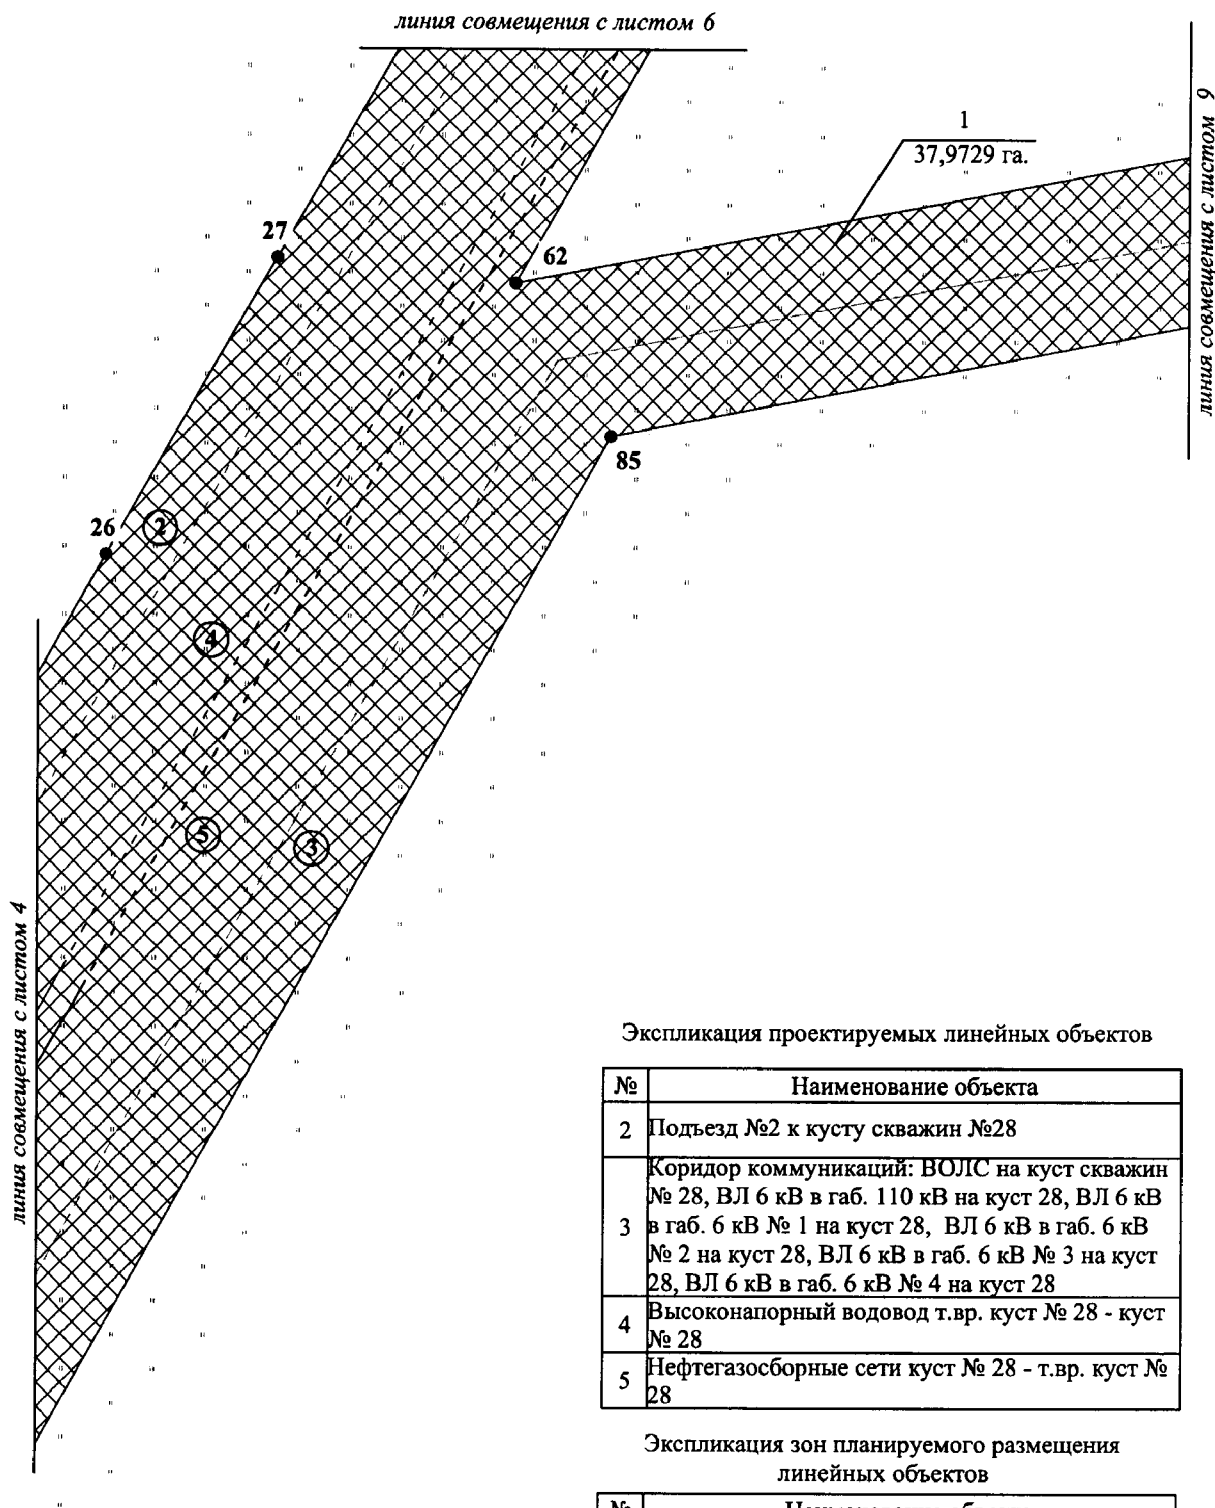 линия совмещения с листом 6
линия совмещения с листом 9
1
37,9729 га.
27
62
85
26
2
4
5
3
линия совмещения с листом 4
Экспликация проектируемых линейных объектов
№ Наименование объекта
2 Подъезд №2 к кусту скважин №28
Коридор коммуникаций: ВОЛС на куст скважин
№ 28, ВЛ 6 кВ в габ. 110 кВ на куст 28, ВЛ 6 кВ
3 в габ. 6 кВ № 1 на куст 28, ВЛ 6 кВ в габ. 6 кВ
№ 2 на куст 28, ВЛ 6 кВ в габ. 6 кВ № 3 на куст
28, ВЛ 6 кВ в габ. 6 кВ № 4 на куст 28
4 Высоконапорный водовод т.вр. куст № 28 - куст
№ 28
5 Нефтегазосборные сети куст № 28 - т.вр. куст №
28
Экспликация зон планируемого размещения
линейных объектов